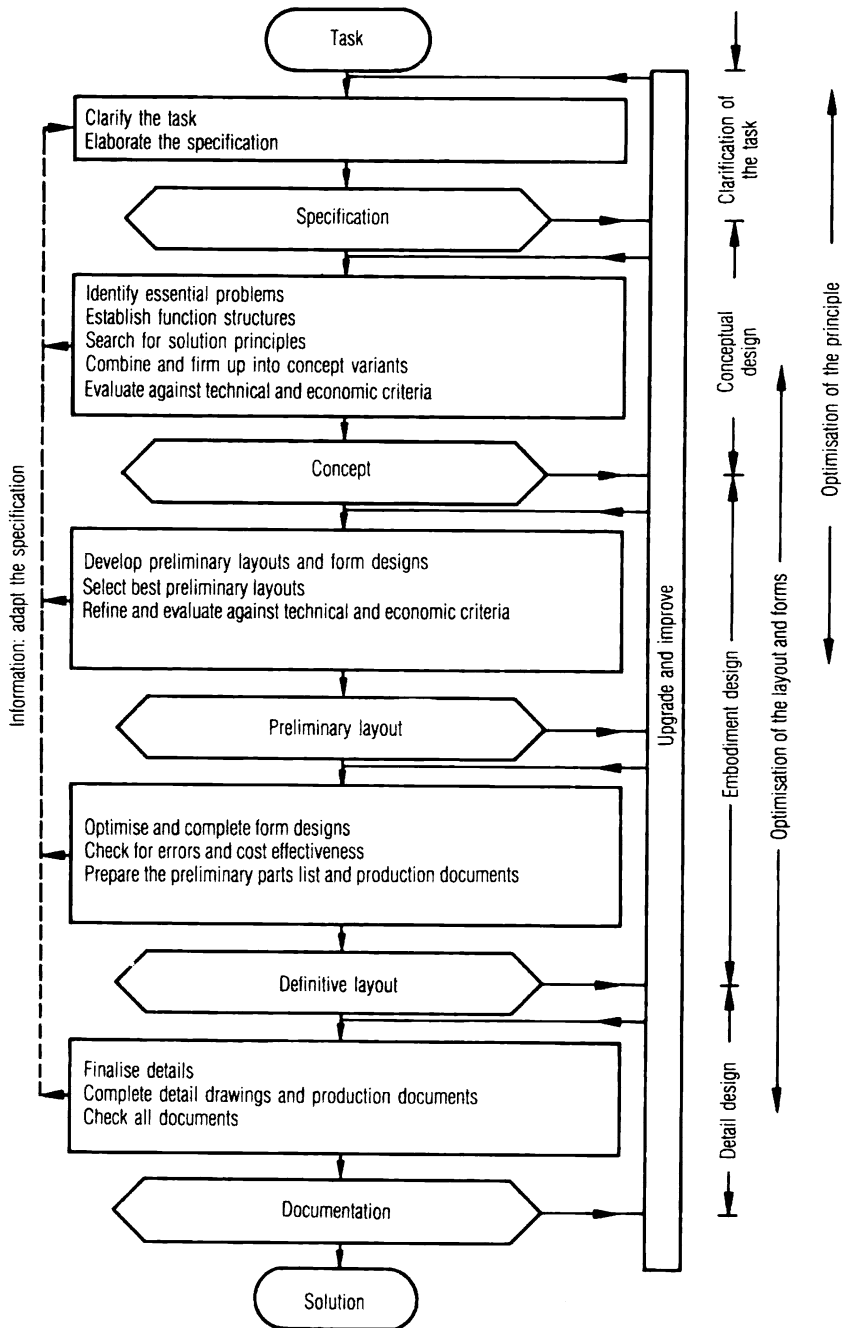 Task
Clarify the task
Elaborate the specification
Specification
Identify essential problems
Establish function structures
Search for solution principles
Combine and firm up into concept variants
Evaluate against technical and economic criteria
Concept
Develop preliminary layouts and form designs
Select best preliminary layouts
Refine and evaluate against technical and economic criteria
Preliminary layout
Optimise and complete form designs
Check for errors and cost effectiveness
Prepare the preliminary parts list and production documents
Definitive layout
Finalise details
Complete detail drawings and production documents
Check all documents
Documentation
Solution
Information: adapt the specification
Upgrade and improve
Clarification of
the task
Conceptual
design
Embodiment design
Detail design
Optimisation of the layout and forms
Optimisation of the principle